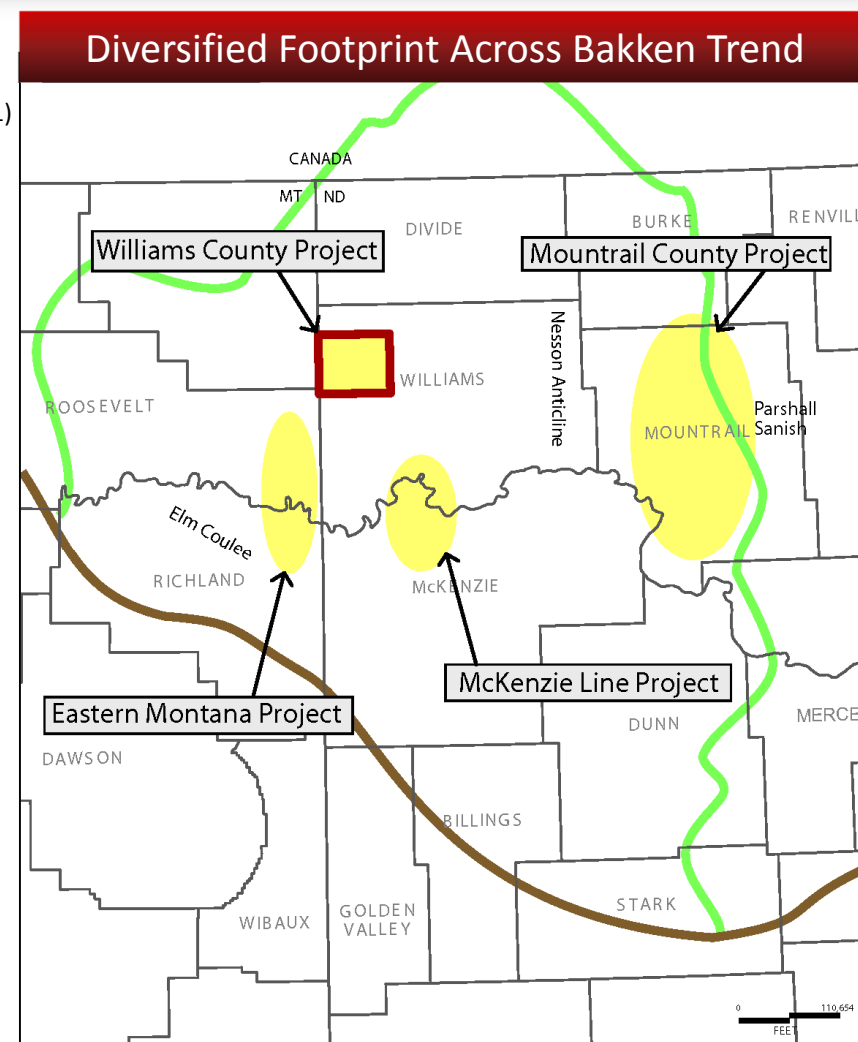 Diversified Footprint Across Bakken Trend
CANADA
MT
ND
DIVIDE
BURKE
Williams County Project
Mountrail County Project
Nesson Anticline
WILLIAMS
ROOSEVELT
Parshall
Sanish
MOUNTRAIL
Elm Coulee
RICHLAND
McKENZIE
McKenzie Line Project
Eastern Montana Project
DUNN
DAWSON
BILLINGS
STARK
WIBAUX
GOLDEN
VALLEY
0
110,654
FEET